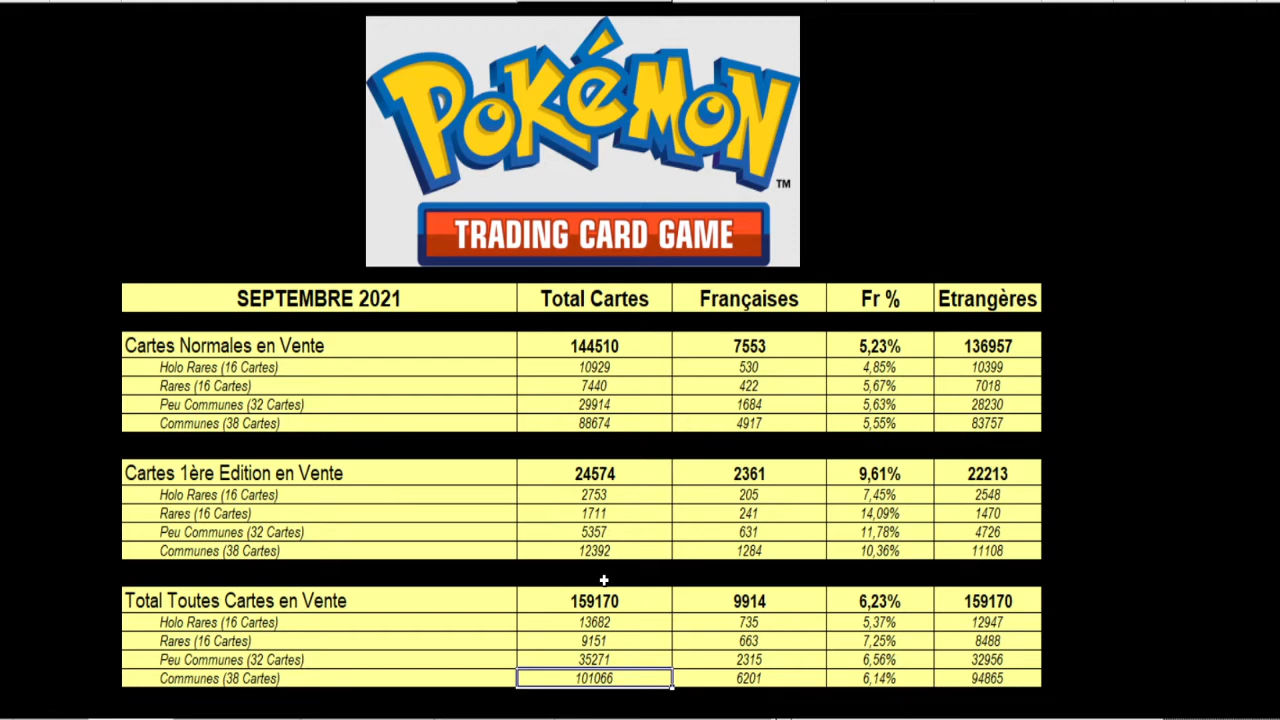 POKéMON
TM
TRADING CARD GAME
SEPTEMBRE 2021 Total Cartes Françaises Fr % Etrangères
Cartes Normales en Vente 144510 7553 5,23% 136957
Holo Rares (16 Cartes) 10929 530 4,85% 10399
Rares (16 Cartes) 7440 422 5,67% 7018
Peu Communes (32 Cartes) 29914 1684 5,63% 28230
Communes (38 Cartes) 88674 4917 5,55% 83757
Cartes 1ère Edition en Vente 24574 2361 9,61% 22213
Holo Rares (16 Cartes) 2753 205 7,45% 2548
Rares (16 Cartes) 1711 241 14,09% 1470
Peu Communes (32 Cartes) 5357 631 11,78% 4726
Communes (38 Cartes) 12392 1284 10,36% 11108
Total Toutes Cartes en Vente 159170 9914 6,23% 159170
Holo Rares (16 Cartes) 13682 735 5,37% 12947
Rares (16 Cartes) 9151 663 7,25% 8488
Peu Communes (32 Cartes) 35271 2315 6,56% 32956
Communes (38 Cartes) 101066 6201 6,14% 94865